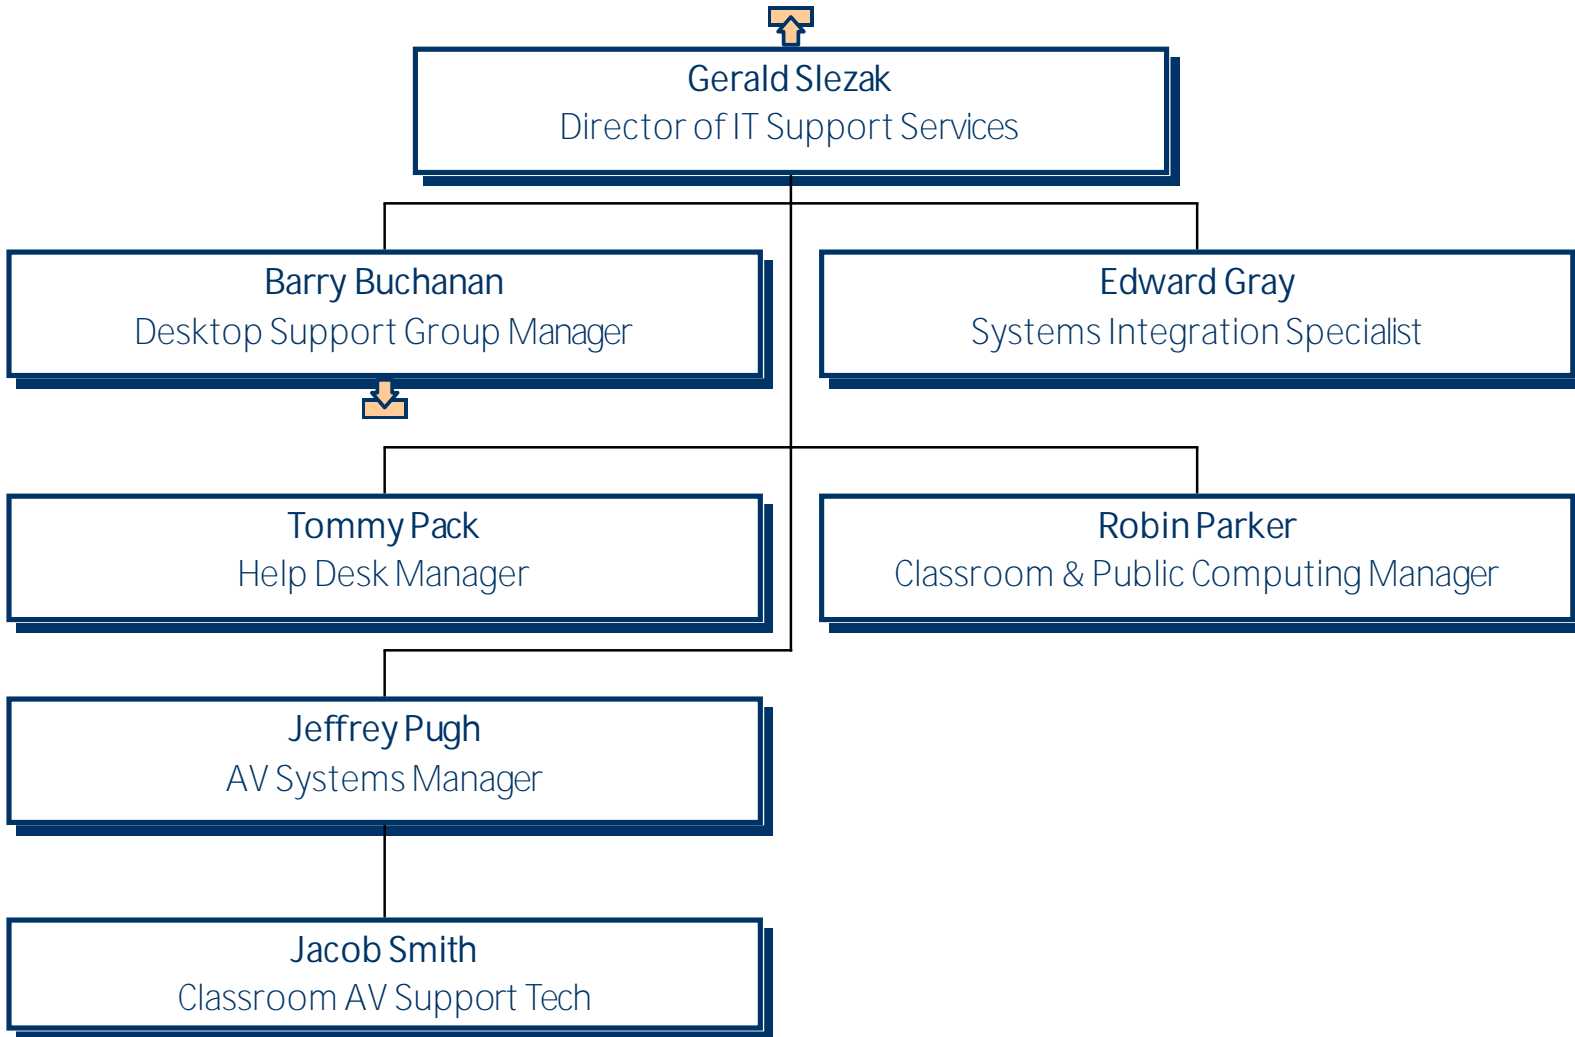 Gerald Slezak
Director of IT Support Services
Barry Buchanan
Desktop Support Group Manager
Edward Gray
Systems Integration Specialist
Tommy Pack
Help Desk Manager
Robin Parker
Classroom & Public Computing Manager
Jeffrey Pugh
AV Systems Manager
Jacob Smith
Classroom AV Support Tech